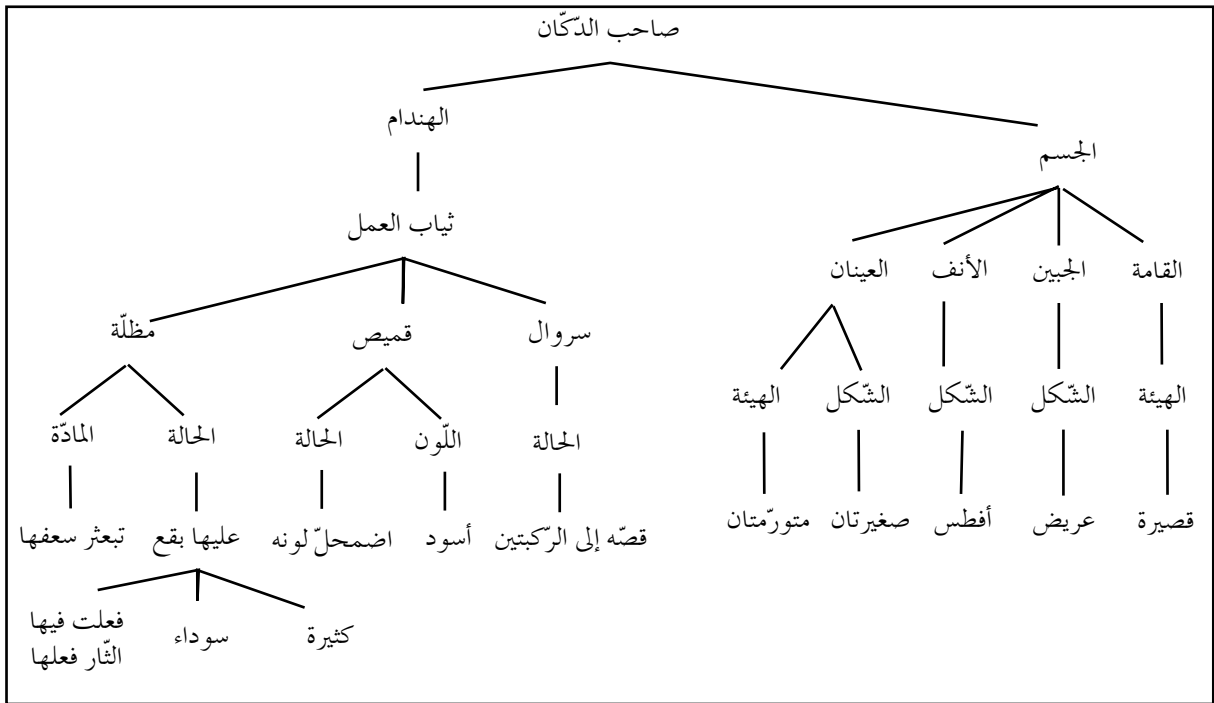 صاحب الدّكّان
الهندام
الجسم
ثياب العمل
القامة
الجبين
الأنف
العينان
سروال
قميص
مظلّة
الهيئة
الشّكل
الشّكل
الشّكل
الهيئة
الحالة
اللّون
الحالة
الحالة
المادّة
قصيرة
عريض
أفطس
صغيرتان
متورّمتان
قصّه إلى الرّكبتين
أسود
اضمحلّ لونه
عليها بقع
تبعثر سعفها
كثيرة
سوداء
فعلت فيها
الثّار فعلها